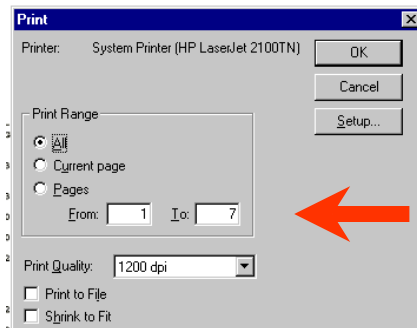 Print
Printer: System Printer (HP LaserJet 2100TN)
OK
Cancel
Setup...
Print Range
All
Current page
Pages
From: 1 To: 7
Print Quality: 1200 dpi
Print to File
Shrink to Fit